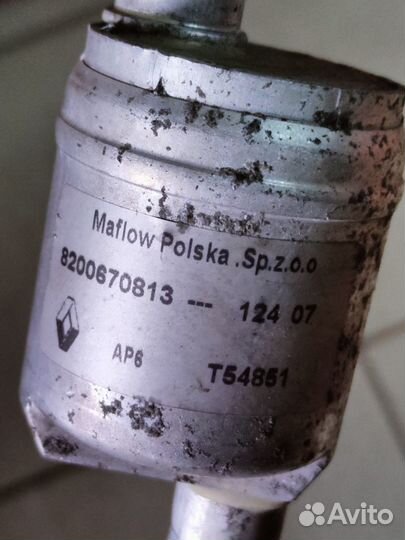 Maflow Polska .Sp.z.o.o
8200670813 --- 124 07
AP6 T54851
Avito